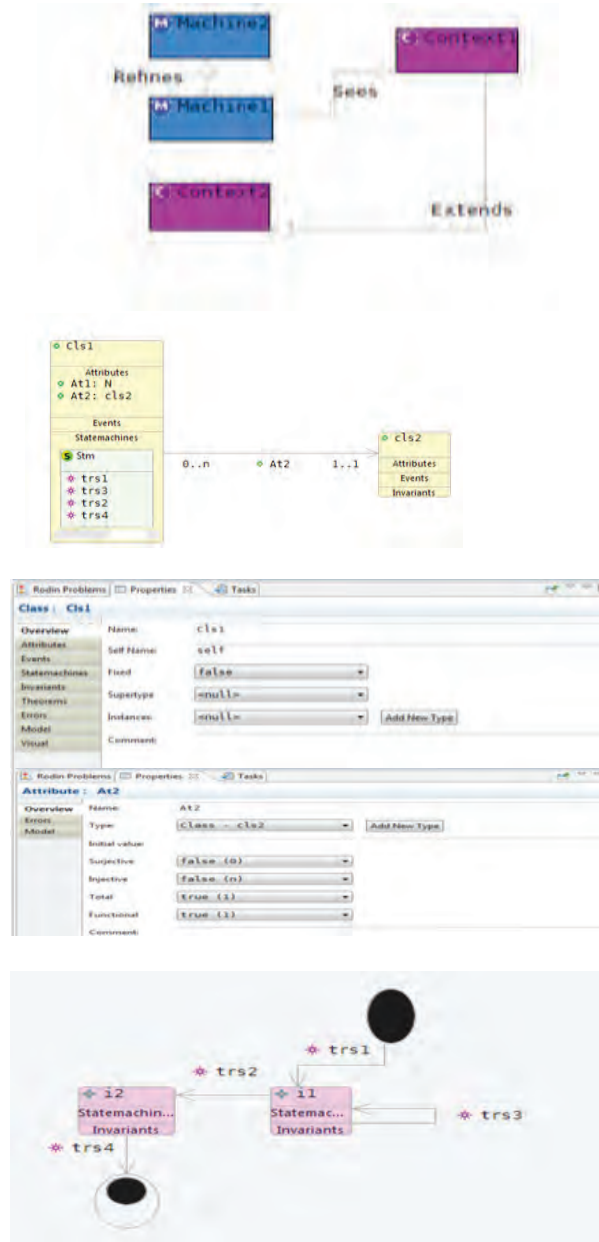 M Machine2
C Context1
Refines
Sees
M Machine1
C Context2
Extends
Cls1
Attributes
At1: N
At2: cls2
Events
Statemachines
S Stm
trs1
trs3
trs2
trs4
0..n At2 1..1
cls2
Attributes
Events
Invariants
Rodin Problems Properties Tasks
Class : Cls1
Overview
Attributes
Events
Statemachines
Invariants
Theorems
Errors
Model
Visual
Name: cls1
Self Name: self
Fixed false
Supertype <null>
Instances: <null> Add New Type
Comment:
Rodin Problems Properties Tasks
Attribute : At2
Overview
Errors
Model
Name: At2
Type: Class - cls2 Add New Type
Initial value:
Surjective false (0)
Injective false (n)
Total true (1)
Functional true (1)
Comment:
trs1
trs2
i2
Statemachin...
Invariants
i1
Statemac...
Invariants
trs3
trs4